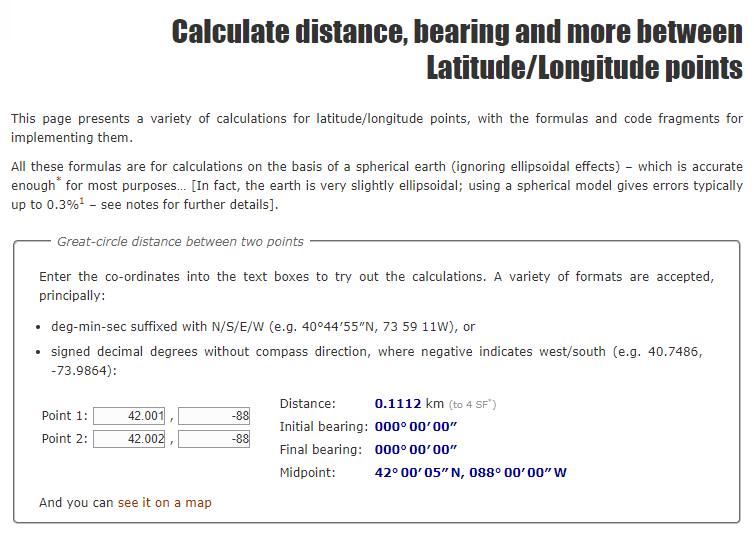 Calculate distance, bearing and more between
Latitude/Longitude points
This page presents a variety of calculations for latitude/longitude points, with the formulas and code fragments for
implementing them.
All these formulas are for calculations on the basis of a spherical earth (ignoring ellipsoidal effects) – which is accurate
enough* for most purposes… [In fact, the earth is very slightly ellipsoidal; using a spherical model gives errors typically
up to 0.3%¹ – see notes for further details].
Great-circle distance between two points
Enter the co-ordinates into the text boxes to try out the calculations. A variety of formats are accepted,
principally:
• deg-min-sec suffixed with N/S/E/W (e.g. 40°44′55″N, 73 59 11W), or
• signed decimal degrees without compass direction, where negative indicates west/south (e.g. 40.7486,
-73.9864):
Point 1: 42.001 , -88
Point 2: 42.002 , -88
Distance: 0.1112 km (to 4 SF*)
Initial bearing: 000° 00′ 00″
Final bearing: 000° 00′ 00″
Midpoint: 42° 00′ 05″ N, 088° 00′ 00″ W
And you can see it on a map